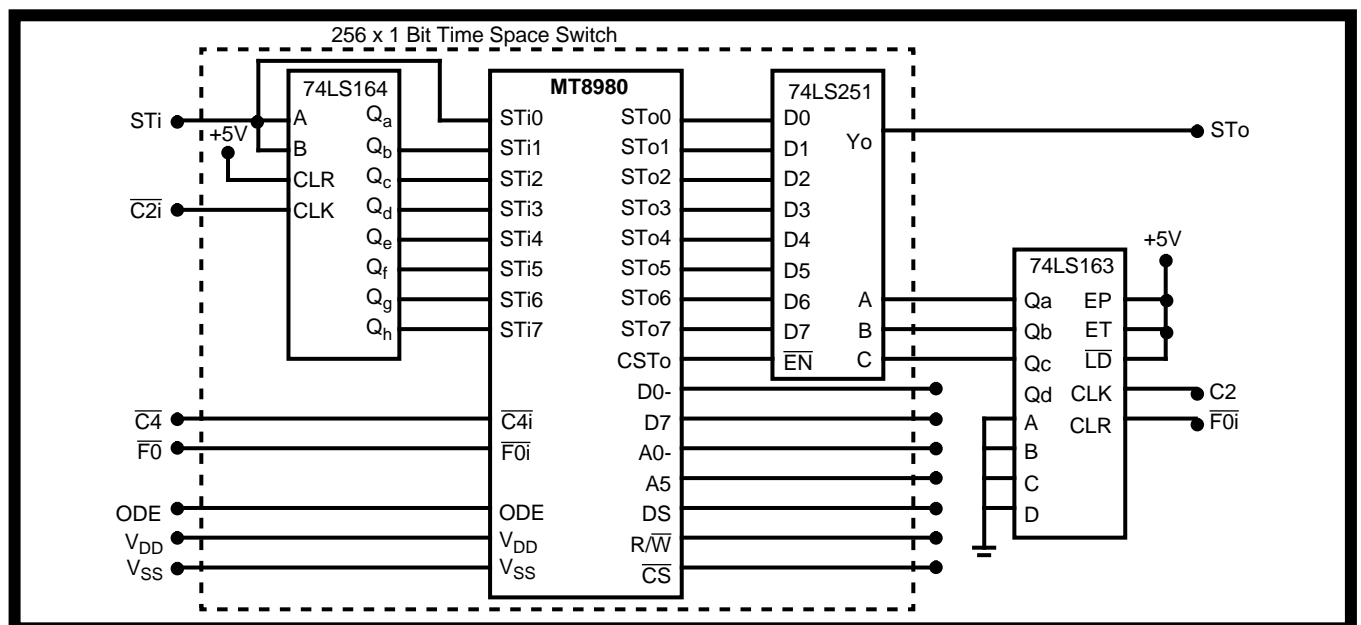 256 x 1 Bit Time Space Switch
74LS164
MT8980
74LS251
STi
+5V
A
B
CLR
CLK
C2i
Qa
Qb
Qc
Qd
Qe
Qf
Qg
Qh
STi0
STi1
STi2
STi3
STi4
STi5
STi6
STi7
STo0
STo1
STo2
STo3
STo4
STo5
STo6
STo7
CSTo
D0-
D7
A0-
A5
DS
R/W
CS
D0
D1
D2
D3
D4
D5
D6
D7
EN
Yo
A
B
C
STo
+5V
74LS163
Qa
Qb
Qc
Qd
A
B
C
D
EP
ET
LD
CLK
CLR
C2
F0i
C4
F0
ODE
VDD
VSS
C4i
F0i
ODE
VDD
VSS